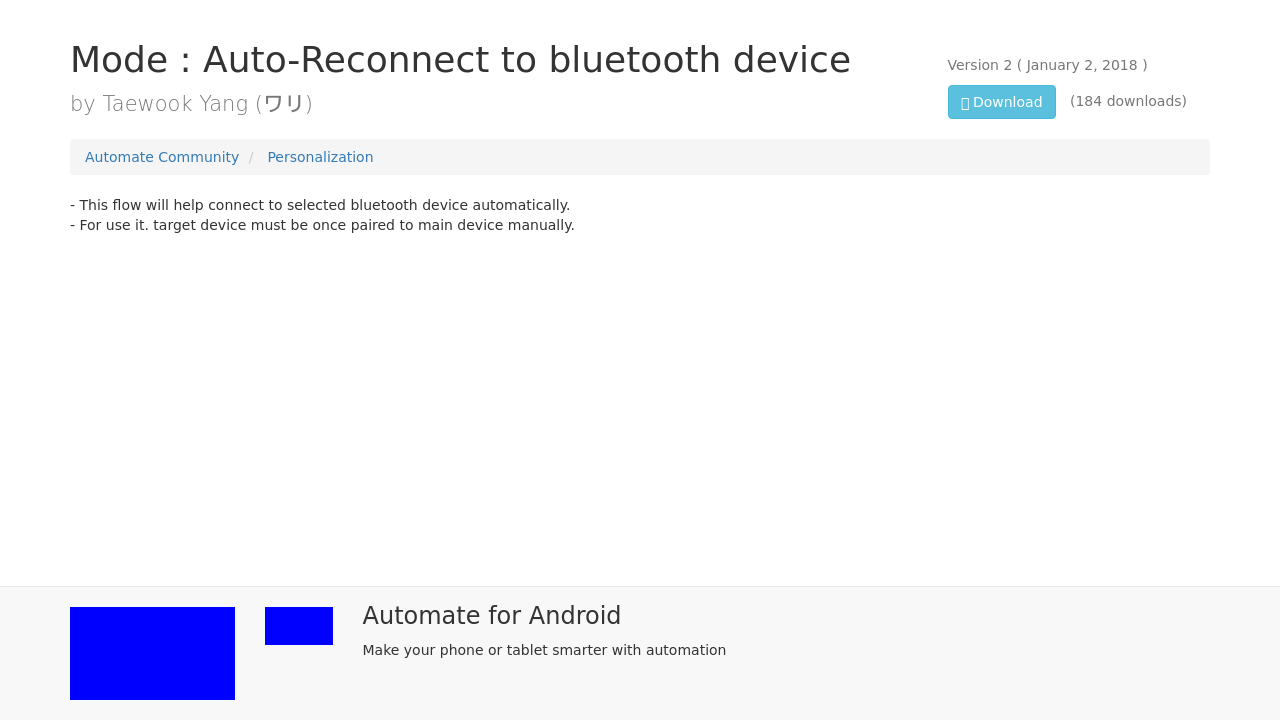 Mode : Auto-Reconnect to bluetooth device
by Taewook Yang (ワリ)
Version 2 ( January 2, 2018 )
Download (184 downloads)
Automate Community / Personalization
- This flow will help connect to selected bluetooth device automatically.
- For use it. target device must be once paired to main device manually.
Automate for Android
Make your phone or tablet smarter with automation